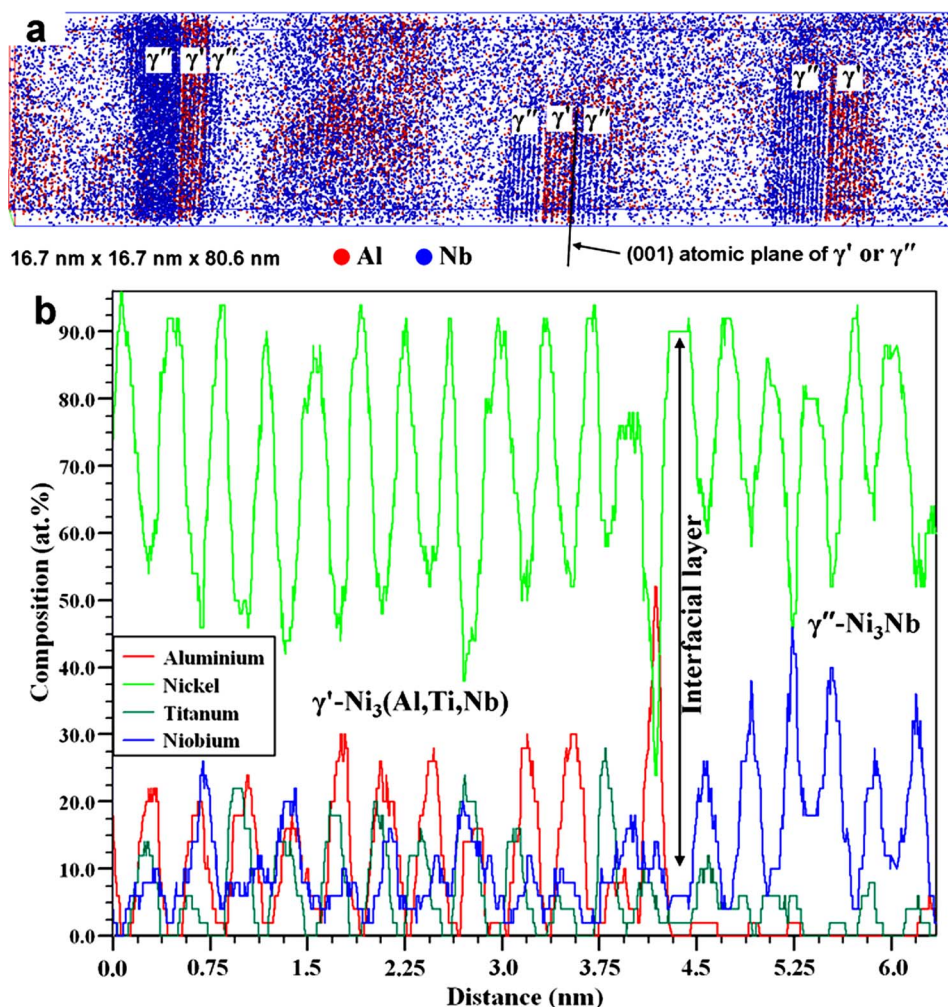 a
γ″ γ′ γ″
γ″ γ′ γ″
γ″ γ′
16.7 nm x 16.7 nm x 80.6 nm
Al
Nb
(001) atomic plane of γ′ or γ″
b
90.0
80.0
70.0
60.0
50.0
40.0
30.0
20.0
10.0
0.0
Composition (at.%)
Interfacial layer
γ″-Ni₃Nb
γ′-Ni₃(Al,Ti,Nb)
Aluminium
Nickel
Titanum
Niobium
0.0 0.75 1.5 2.25 3.0 3.75 4.5 5.25 6.0
Distance (nm)